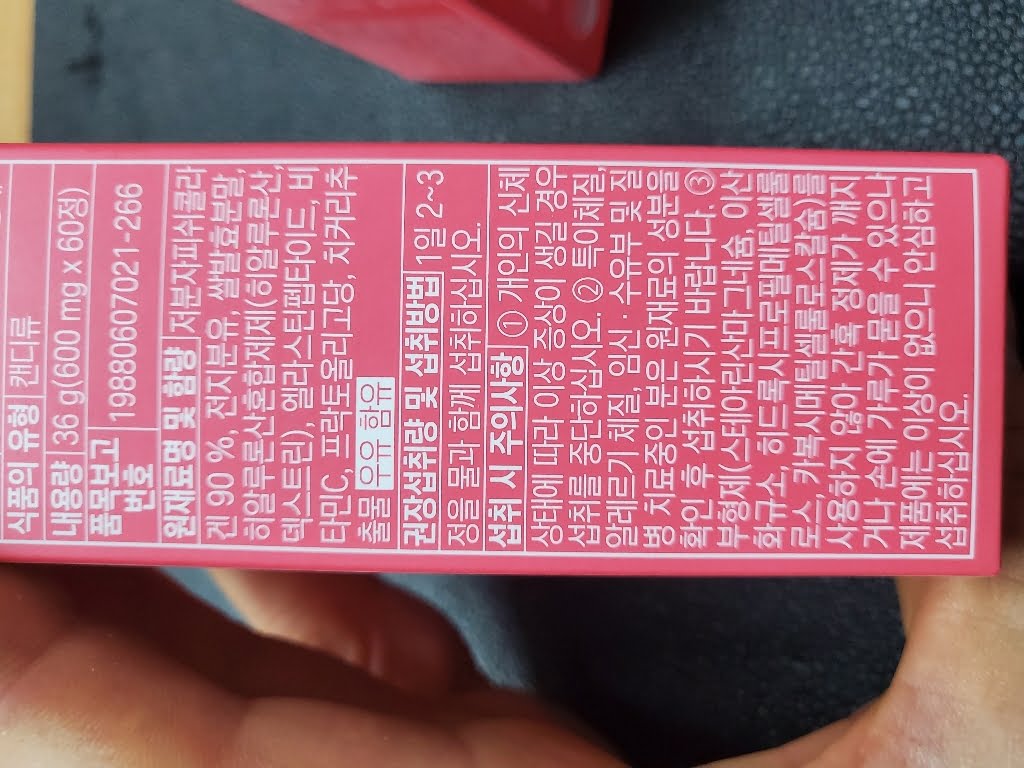 식품의 유형 캔디류
내용량 36 g(600 mg x 60정)
품목보고
번호 19880607021-266
원재료명 및 함량 저분자피쉬콜라
겐 90 %, 전지분유, 쌀발효분말,
히알루론산혼합제제(히알루론산,
덱스트린), 엘라스틴펩타이드, 비
타민C, 프락토올리고당, 치커리추
출물 우유 함유
권장섭취량 및 섭취방법 1일 2~3
정을 물과 함께 섭취하십시오.
섭취 시 주의사항 ① 개인의 신체
상태에 따라 이상 증상이 생길 경우
섭취를 중단하십시오. ② 특이체질,
알레르기 체질, 임신·수유부 및 질
병 치료중인 분은 원재료의 성분을
확인 후 섭취하시기 바랍니다. ③
부형제(스테아린산마그네슘, 이산
화규소, 히드록시프로필메틸셀룰
로스, 카복시메틸셀룰로스칼슘)를
사용하지 않아 간혹 정제가 깨지
거나 손에 가루가 묻을 수 있으나
제품에는 이상이 없으니 안심하고
섭취하십시오.